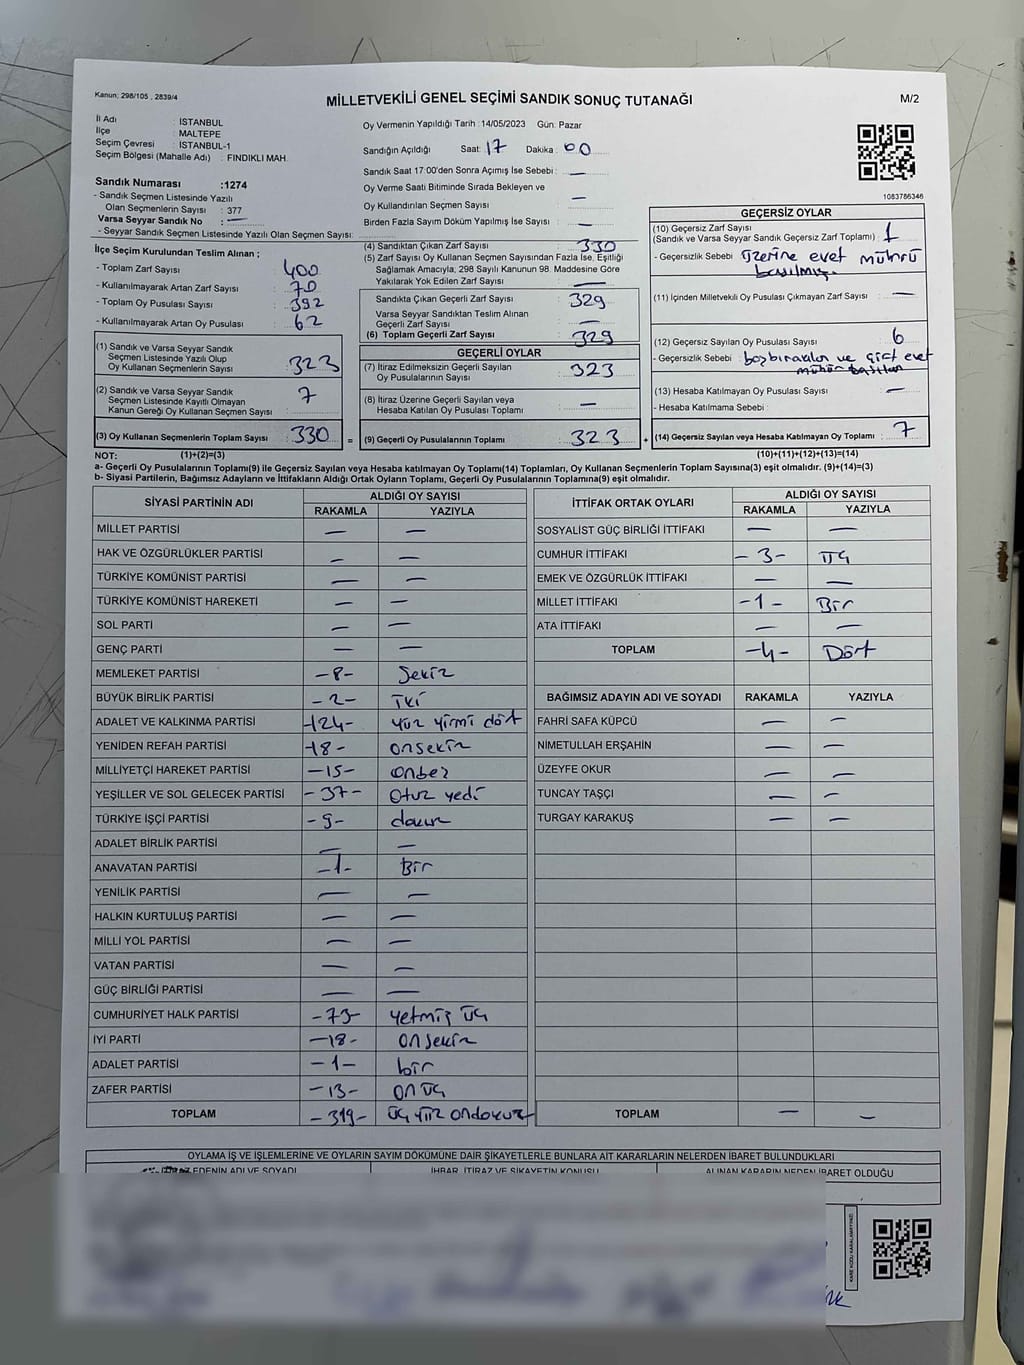 Kanun; 298/105 , 2839/4
MİLLETVEKİLİ GENEL SEÇİMİ SANDIK SONUÇ TUTANAĞI
M/2
İl Adı : İSTANBUL
İlçe : MALTEPE
Seçim Çevresi : İSTANBUL-1
Seçim Bölgesi (Mahalle Adı) : FINDIKLI MAH.
Oy Vermenin Yapıldığı Tarih :14/05/2023 Gün: Pazar
Sandığın Açıldığı Saat: 17 Dakika : 00
Sandık Saat 17:00'den Sonra Açımış İse Sebebi : —
Oy Verme Saati Bitiminde Sırada Bekleyen ve
Oy Kullandırılan Seçmen Sayısı : —
Birden Fazla Sayım Döküm Yapılmış İse Sayısı : —
1083786346
Sandık Numarası :1274
- Sandık Seçmen Listesinde Yazılı
Olan Seçmenlerin Sayısı : 377
Varsa Seyyar Sandık No : —
- Seyyar Sandık Seçmen Listesinde Yazılı Olan Seçmen Sayısı:
İlçe Seçim Kurulundan Teslim Alınan ;
- Toplam Zarf Sayısı : 400
- Kullanılmayarak Artan Zarf Sayısı : 70
- Toplam Oy Pusulası Sayısı : 392
- Kullanılmayarak Artan Oy Pusulası : 62
(1) Sandık ve Varsa Seyyar Sandık
Seçmen Listesinde Yazılı Olup
Oy Kullanan Seçmenlerin Sayısı : 323
(2) Sandık ve Varsa Seyyar Sandık
Seçmen Listesinde Kayıtlı Olmayan
Kanun Gereği Oy Kullanan Seçmen Sayısı : 7
(3) Oy Kullanan Seçmenlerin Toplam Sayısı : 330 =
(4) Sandıktan Çıkan Zarf Sayısı : 330
(5) Zarf Sayısı Oy Kullanan Seçmen Sayısından Fazla İse, Eşitliği
Sağlamak Amacıyla, 298 Sayılı Kanunun 98. Maddesine Göre
Yakılarak Yok Edilen Zarf Sayısı : —
Sandıkta Çıkan Geçerli Zarf Sayısı : 329
Varsa Seyyar Sandıktan Teslim Alınan
Geçerli Zarf Sayısı : —
(6) Toplam Geçerli Zarf Sayısı : 329
GEÇERLİ OYLAR
(7) İtiraz Edilmeksizin Geçerli Sayılan
Oy Pusulasının Sayısı : 323
(8) İtiraz Üzerine Geçerli Sayılan veya
Hesaba Katılan Oy Pusulası Toplamı : —
(9) Geçerli Oy Pusulalarının Toplamı : 323 +
GEÇERSİZ OYLAR
(10) Geçersiz Zarf Sayısı
(Sandık ve Varsa Seyyar Sandık Geçersiz Zarf Toplamı) : 1
- Geçersizlik Sebebi : üzerine evet mührü
basılmış.
(11) İçinden Milletvekili Oy Pusulası Çıkmayan Zarf Sayısı : —
(12) Geçersiz Sayılan Oy Pusulası Sayısı : 6
- Geçersizlik Sebebi : boş bırakılan ve çift evet
mühür basılan
(13) Hesaba Katılmayan Oy Pusulası Sayısı : —
- Hesaba Katılmama Sebebi :
(14) Geçersiz Sayılan veya Hesaba Katılmayan Oy Toplamı : 7
NOT: (1)+(2)=(3) (10)+(11)+(12)+(13)=(14)
a- Geçerli Oy Pusulalarının Toplamı(9) ile Geçersiz Sayılan veya Hesaba katılmayan Oy Toplamı(14) Toplamları, Oy Kullanan Seçmenlerin Toplam Sayısına(3) eşit olmalıdır. (9)+(14)=(3)
b- Siyasi Partilerin, Bağımsız Adayların ve İttifakların Aldığı Ortak Oyların Toplamı, Geçerli Oy Pusulalarının Toplamına(9) eşit olmalıdır.
SİYASİ PARTİNİN ADI ALDIĞI OY SAYISI
RAKAMLA YAZIYLA
MİLLET PARTİSİ — —
HAK VE ÖZGÜRLÜKLER PARTİSİ — —
TÜRKİYE KOMÜNİST PARTİSİ — —
TÜRKİYE KOMÜNİST HAREKETİ — —
SOL PARTİ — —
GENÇ PARTİ — —
MEMLEKET PARTİSİ -8- Sekiz
BÜYÜK BİRLİK PARTİSİ -2- İki
ADALET VE KALKINMA PARTİSİ -124- Yüz yirmi dört
YENİDEN REFAH PARTİSİ -18- onsekiz
MİLLİYETÇİ HAREKET PARTİSİ -15- onbeş
YEŞİLLER VE SOL GELECEK PARTİSİ -37- Otuz yedi
TÜRKİYE İŞÇİ PARTİSİ -9- dokuz
ADALET BİRLİK PARTİSİ — —
ANAVATAN PARTİSİ -1- Bir
YENİLİK PARTİSİ — —
HALKIN KURTULUŞ PARTİSİ — —
MİLLİ YOL PARTİSİ — —
VATAN PARTİSİ — —
GÜÇ BİRLİĞİ PARTİSİ — —
CUMHURİYET HALK PARTİSİ -73- yetmiş üç
İYİ PARTİ -18- Onsekiz
ADALET PARTİSİ -1- bir
ZAFER PARTİSİ -13- on üç
TOPLAM -319- Üç yüz ondokuz
İTTİFAK ORTAK OYLARI ALDIĞI OY SAYISI
RAKAMLA YAZIYLA
SOSYALİST GÜÇ BİRLİĞİ İTTİFAKI — —
CUMHUR İTTİFAKI -3- Üç
EMEK VE ÖZGÜRLÜK İTTİFAKI — —
MİLLET İTTİFAKI -1- Bir
ATA İTTİFAKI — —
TOPLAM -4- Dört
BAĞIMSIZ ADAYIN ADI VE SOYADI RAKAMLA YAZIYLA
FAHRİ SAFA KÜPCÜ — —
NİMETULLAH ERŞAHİN — —
ÜZEYFE OKUR — —
TUNCAY TAŞÇI — —
TURGAY KARAKUŞ — —
TOPLAM — —
OYLAMA İŞ VE İŞLEMLERİNE VE OYLARIN SAYIM DÖKÜMÜNE DAİR ŞİKAYETLERLE BUNLARA AİT KARARLARIN NELERDEN İBARET BULUNDUKLARI
EDENİN ADI VE SOYADI İHBAR, İTİRAZ VE ŞİKAYETİN KONUSU ALINAN KARARIN NEDEN İBARET OLDUĞU
KARE KODU KARALAMAYINIZ!